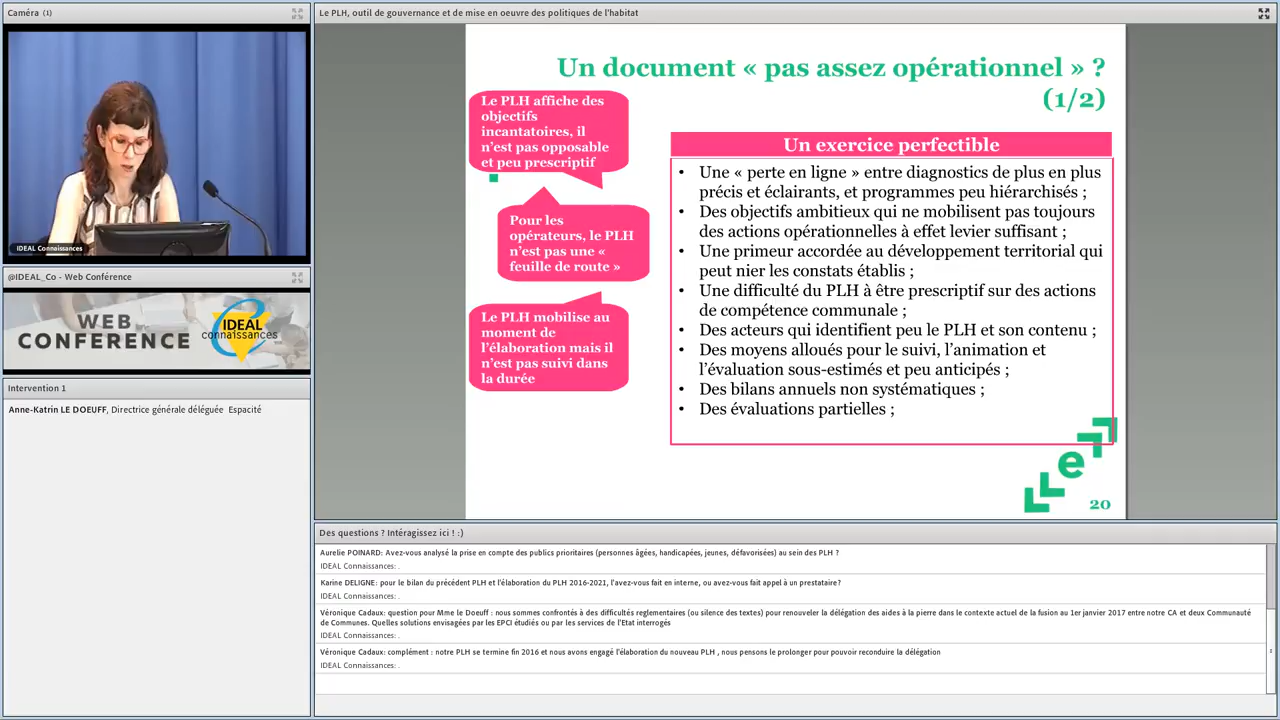 Caméra (1)
IDEAL Connaissances
@IDEAL_Co - Web Conférence
WEB
CONFERENCE
IDEAL
connaissances
Intervention 1
Anne-Katrin LE DOEUFF, Directrice générale déléguée Espacité
Le PLH, outil de gouvernance et de mise en oeuvre des politiques de l'habitat
Un document « pas assez opérationnel » ?
(1/2)
Le PLH affiche des
objectifs
incantatoires, il
n'est pas opposable
et peu prescriptif
Pour les
opérateurs, le PLH
n'est pas une «
feuille de route »
Le PLH mobilise au
moment de
l'élaboration mais il
n'est pas suivi dans
la durée
Un exercice perfectible
• Une « perte en ligne » entre diagnostics de plus en plus
précis et éclairants, et programmes peu hiérarchisés ;
• Des objectifs ambitieux qui ne mobilisent pas toujours
des actions opérationnelles à effet levier suffisant ;
• Une primeur accordée au développement territorial qui
peut nier les constats établis ;
• Une difficulté du PLH à être prescriptif sur des actions
de compétence communale ;
• Des acteurs qui identifient peu le PLH et son contenu ;
• Des moyens alloués pour le suivi, l'animation et
l'évaluation sous-estimés et peu anticipés ;
• Des bilans annuels non systématiques ;
• Des évaluations partielles ;
e
20
Des questions ? Intéragissez ici ! :)
Aurelie POINARD: Avez-vous analysé la prise en compte des publics prioritaires (personnes âgées, handicapées, jeunes, défavorisées) au sein des PLH ?
IDEAL Connaissances: .
Karine DELIGNE: pour le bilan du précédent PLH et l'élaboration du PLH 2016-2021, l'avez-vous fait en interne, ou avez-vous fait appel à un prestataire?
IDEAL Connaissances: .
Véronique Cadaux: question pour Mme le Doeuff : nous sommes confrontés à des difficultés reglementaires (ou silence des textes) pour renouveler la délégation des aides à la pierre dans le contexte actuel de la fusion au 1er janvier 2017 entre notre CA et deux Communauté
de Communes. Quelles solutions envisagées par les EPCI étudiés ou par les services de l'Etat interrogés
IDEAL Connaissances: .
Véronique Cadaux: complément : notre PLH se termine fin 2016 et nous avons engagé l'élaboration du nouveau PLH , nous pensons le prolonger pour pouvoir reconduire la délégation
IDEAL Connaissances: .